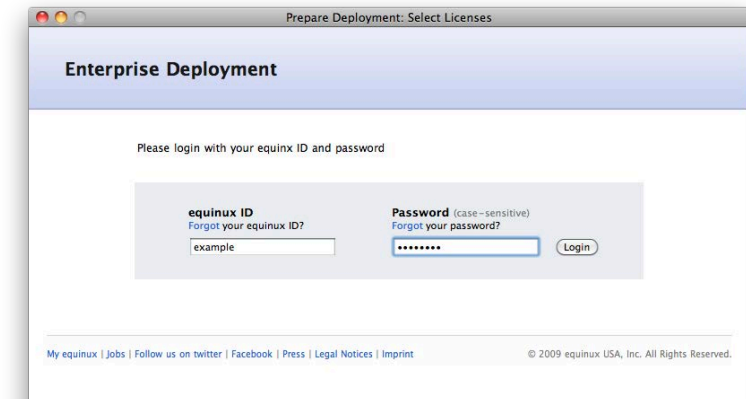 Prepare Deployment: Select Licenses
Enterprise Deployment
Please login with your equinx ID and password
equinux ID
Forgot your equinux ID?
example
Password (case-sensitive)
Forgot your password?
••••••••
Login
My equinux | Jobs | Follow us on twitter | Facebook | Press | Legal Notices | Imprint
© 2009 equinux USA, Inc. All Rights Reserved.